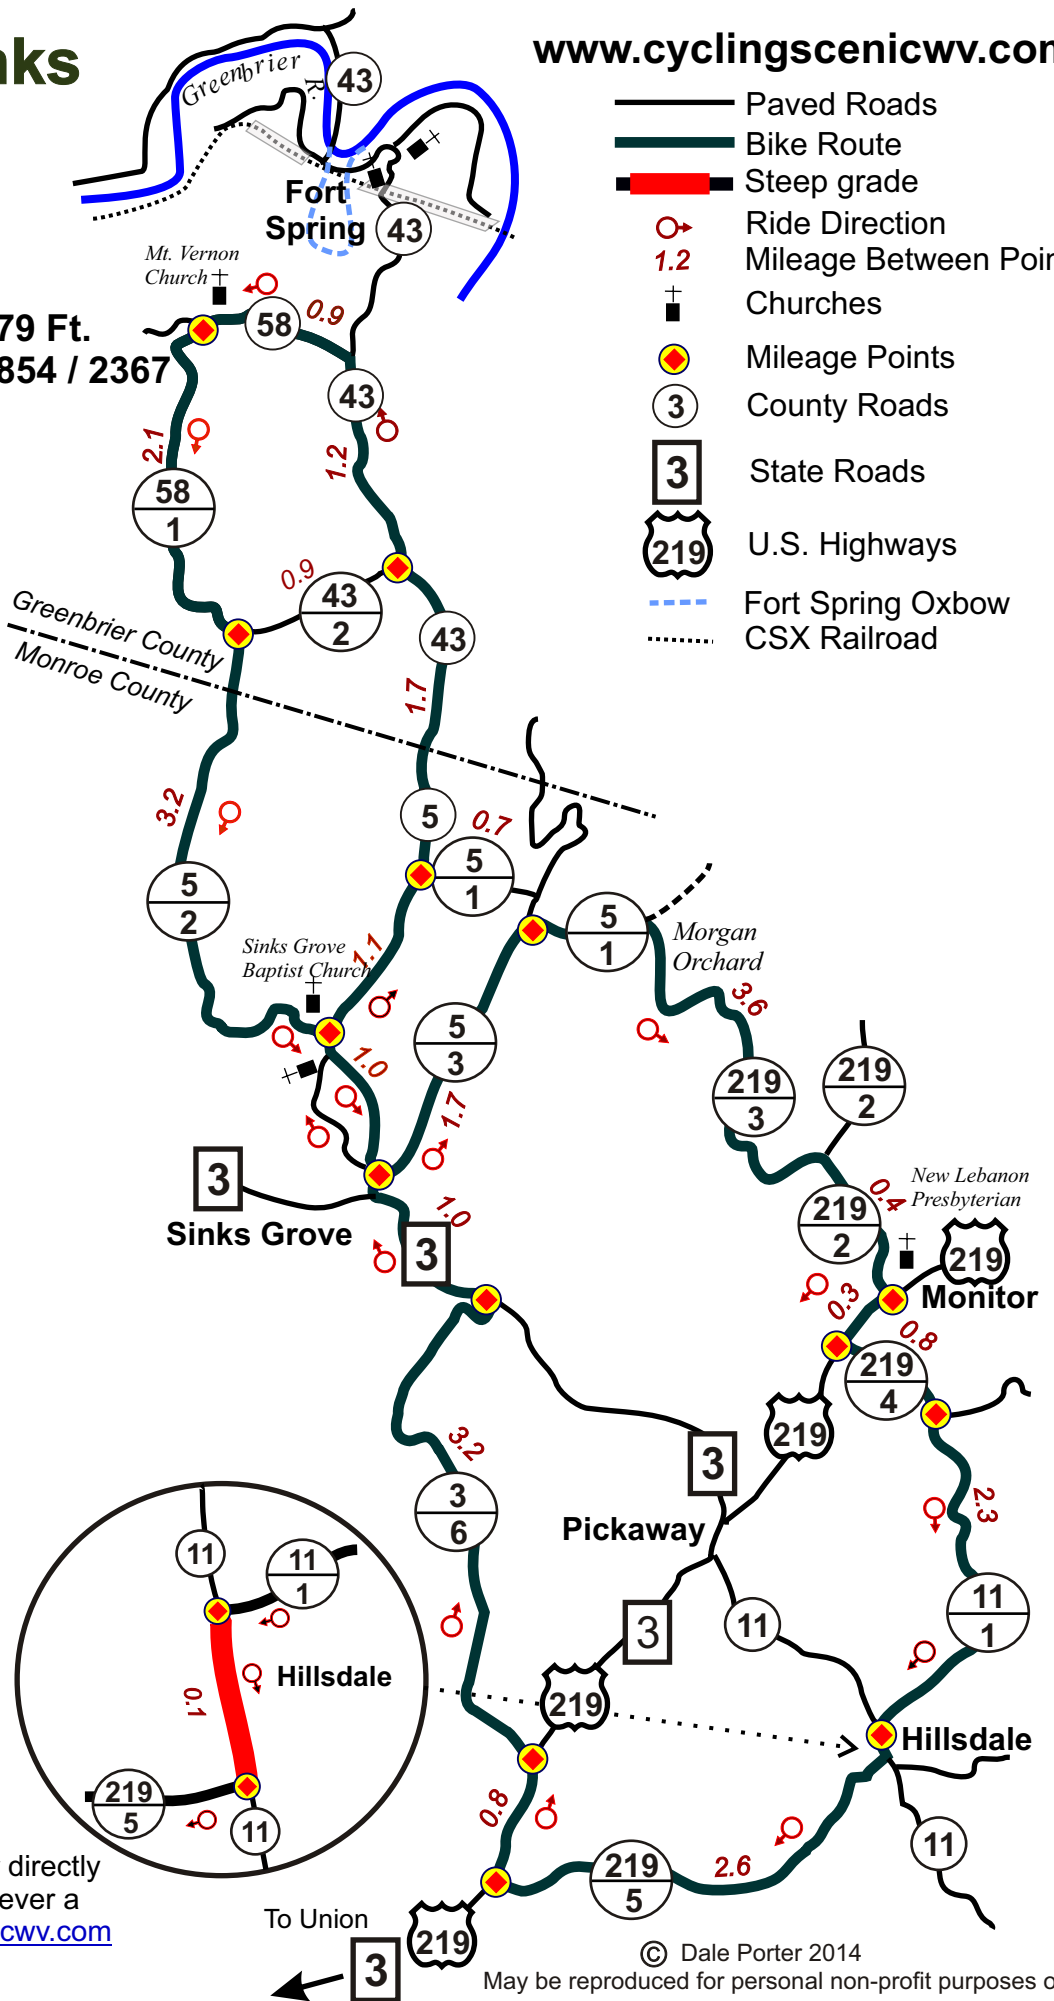 nks
www.cyclingscenicwv.con
Paved Roads
Bike Route
Steep grade
Ride Direction
1.2 Mileage Between Poin
Churches
Mileage Points
3 County Roads
3 State Roads
219 U.S. Highways
Fort Spring Oxbow
CSX Railroad
Greenbrier R.
43
Fort
Spring
43
Mt. Vernon
Church
58
0.9
79 Ft.
854 / 2367
43
2.1
1.2
58
1
0.9
43
2
43
Greenbrier County
Monroe County
1.7
3.2
5
0.7
5
1
5
2
5
1
Morgan
Orchard
Sinks Grove
Baptist Church
1.1
3.6
5
3
1.0
219
3
219
2
1.7
3
Sinks Grove
1.0
3
219
2
0.4
New Lebanon
Presbyterian
219
Monitor
0.3
0.8
219
4
219
3.2
3
2.3
3
6
Pickaway
11
11
1
11
1
3
11
Hillsdale
0.1
219
Hillsdale
219
5
11
0.8
11
219
5
2.6
directly
ever a
cwv.com
To Union
219
3
© Dale Porter 2014
May be reproduced for personal non-profit purposes o